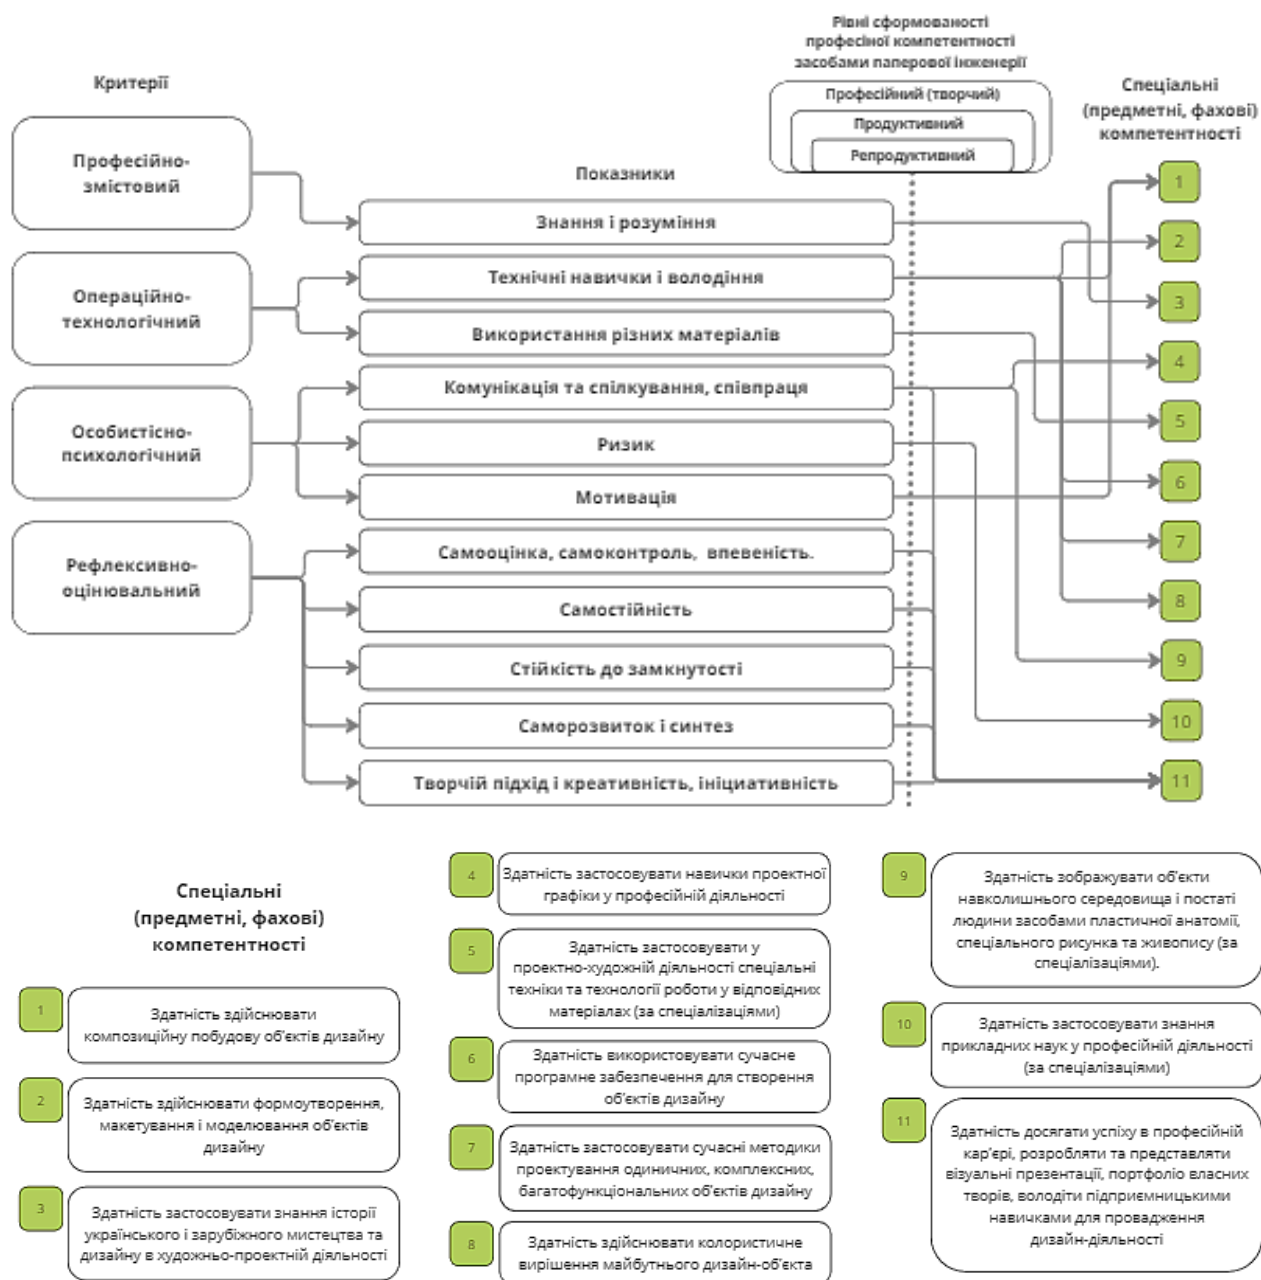 Рівні сформованості
професіної компетентності
засобами паперової інженерії
Критерії
Професійний (творчий)
Продуктивний
Репродуктивний
Спеціальні
(предметні, фахові)
компетентності
Показники
Професійно-
змістовий
Операційно-
технологічний
Особистісно-
психологічний
Рефлексивно-
оцінювальний
Знання і розуміння
Технічні навички і володіння
Використання різних матеріалів
Комунікація та спілкування, співпраця
Ризик
Мотивація
Самооцінка, самоконтроль, впевеність.
Самостійність
Стійкість до замкнутості
Саморозвиток і синтез
Творчій підхід і креативність, ініциативність
1
2
3
4
5
6
7
8
9
10
11
Спеціальні
(предметні, фахові)
компетентності
1
Здатність здійснювати
композиційну побудову об'єктів дизайну
2
Здатність здійснювати формоутворення,
макетування і моделювання об'єктів
дизайну
3
Здатність застосовувати знання історії
українського і зарубіжного мистецтва та
дизайну в художньо-проектній діяльності
4
Здатність застосовувати навички проектної
графіки у професійній діяльності
5
Здатність застосовувати у
проектно-художній діяльності спеціальні
техніки та технології роботи у відповідних
матеріалах (за спеціалізаціями)
6
Здатність використовувати сучасне
програмне забезпечення для створення
об'єктів дизайну
7
Здатність застосовувати сучасні методики
проектування одиничних, комплексних,
багатофункціональних об'єктів дизайну
8
Здатність здійснювати колористичне
вирішення майбутнього дизайн-об'єкта
9
Здатність зображувати об'єкти
навколишнього середовища і постаті
людини засобами пластичної анатомії,
спеціального рисунка та живопису (за
спеціалізаціями).
10
Здатність застосовувати знання
прикладних наук у професійній діяльності
(за спеціалізаціями)
11
Здатність досягати успіху в професійній
кар'єрі, розробляти та представляти
візуальні презентації, портфоліо власних
творів, володіти підприємницькими
навичками для провадження
дизайн-діяльності